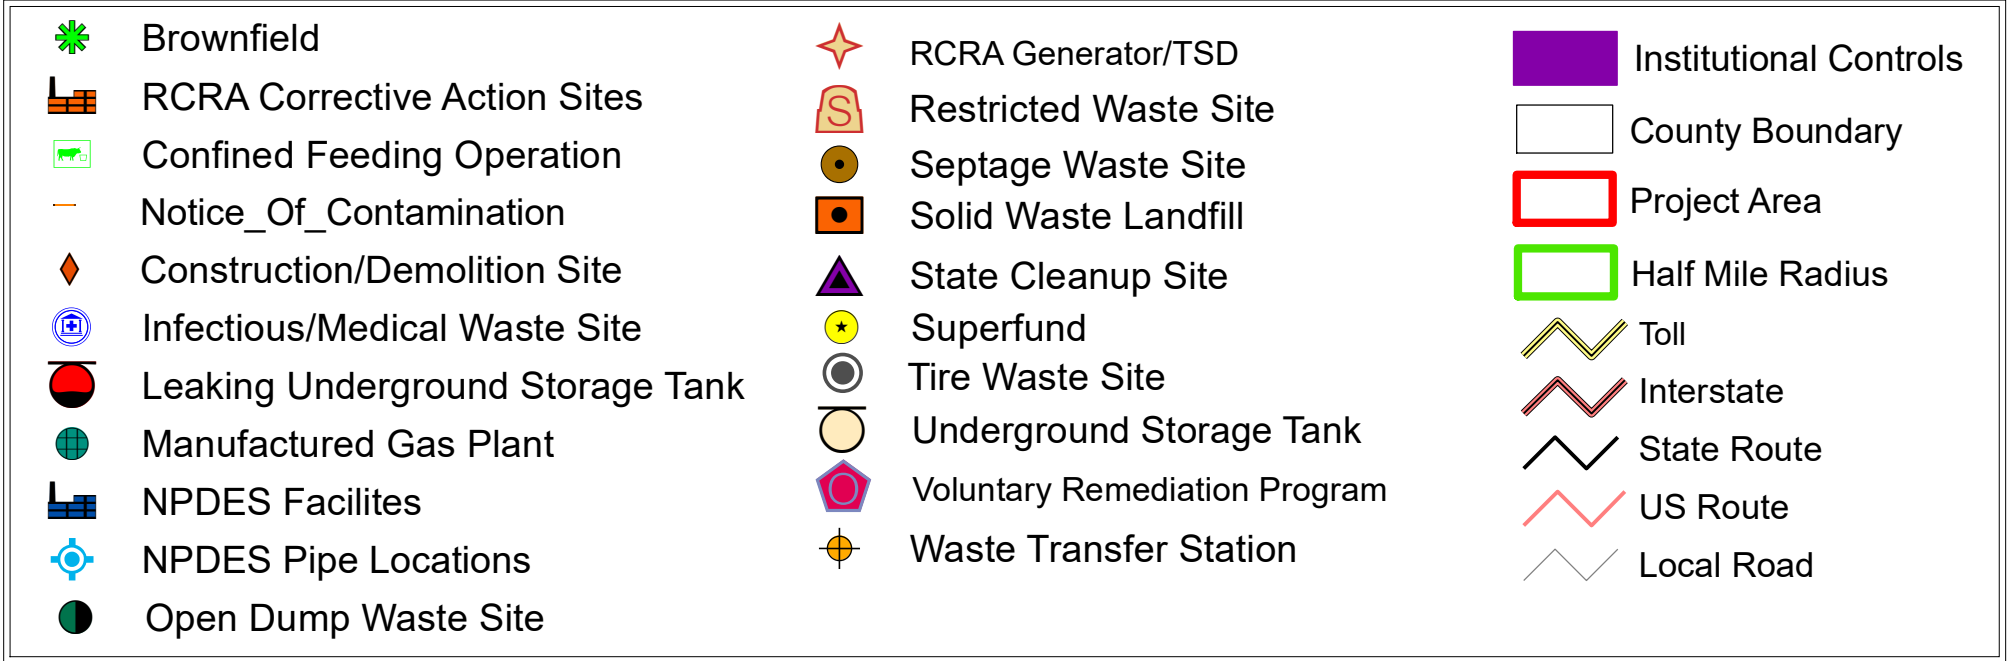 Brownfield
RCRA Corrective Action Sites
Confined Feeding Operation
Notice_Of_Contamination
Construction/Demolition Site
Infectious/Medical Waste Site
Leaking Underground Storage Tank
Manufactured Gas Plant
NPDES Facilites
NPDES Pipe Locations
Open Dump Waste Site
RCRA Generator/TSD
S
Restricted Waste Site
Septage Waste Site
Solid Waste Landfill
State Cleanup Site
Superfund
Tire Waste Site
Underground Storage Tank
O
Voluntary Remediation Program
Waste Transfer Station
Institutional Controls
County Boundary
Project Area
Half Mile Radius
Toll
Interstate
State Route
US Route
Local Road